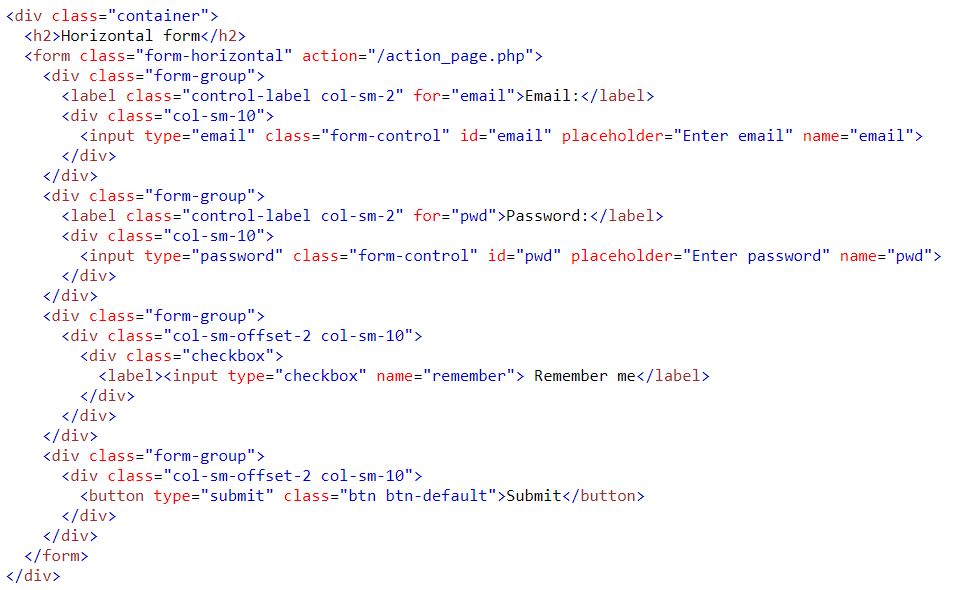 <div class="container">
  <h2>Horizontal form</h2>
  <form class="form-horizontal" action="/action_page.php">
    <div class="form-group">
      <label class="control-label col-sm-2" for="email">Email:</label>
      <div class="col-sm-10">
        <input type="email" class="form-control" id="email" placeholder="Enter email" name="email">
      </div>
    </div>
    <div class="form-group">
      <label class="control-label col-sm-2" for="pwd">Password:</label>
      <div class="col-sm-10">
        <input type="password" class="form-control" id="pwd" placeholder="Enter password" name="pwd">
      </div>
    </div>
    <div class="form-group">
      <div class="col-sm-offset-2 col-sm-10">
        <div class="checkbox">
          <label><input type="checkbox" name="remember"> Remember me</label>
        </div>
      </div>
    </div>
    <div class="form-group">
      <div class="col-sm-offset-2 col-sm-10">
        <button type="submit" class="btn btn-default">Submit</button>
      </div>
    </div>
  </form>
</div>